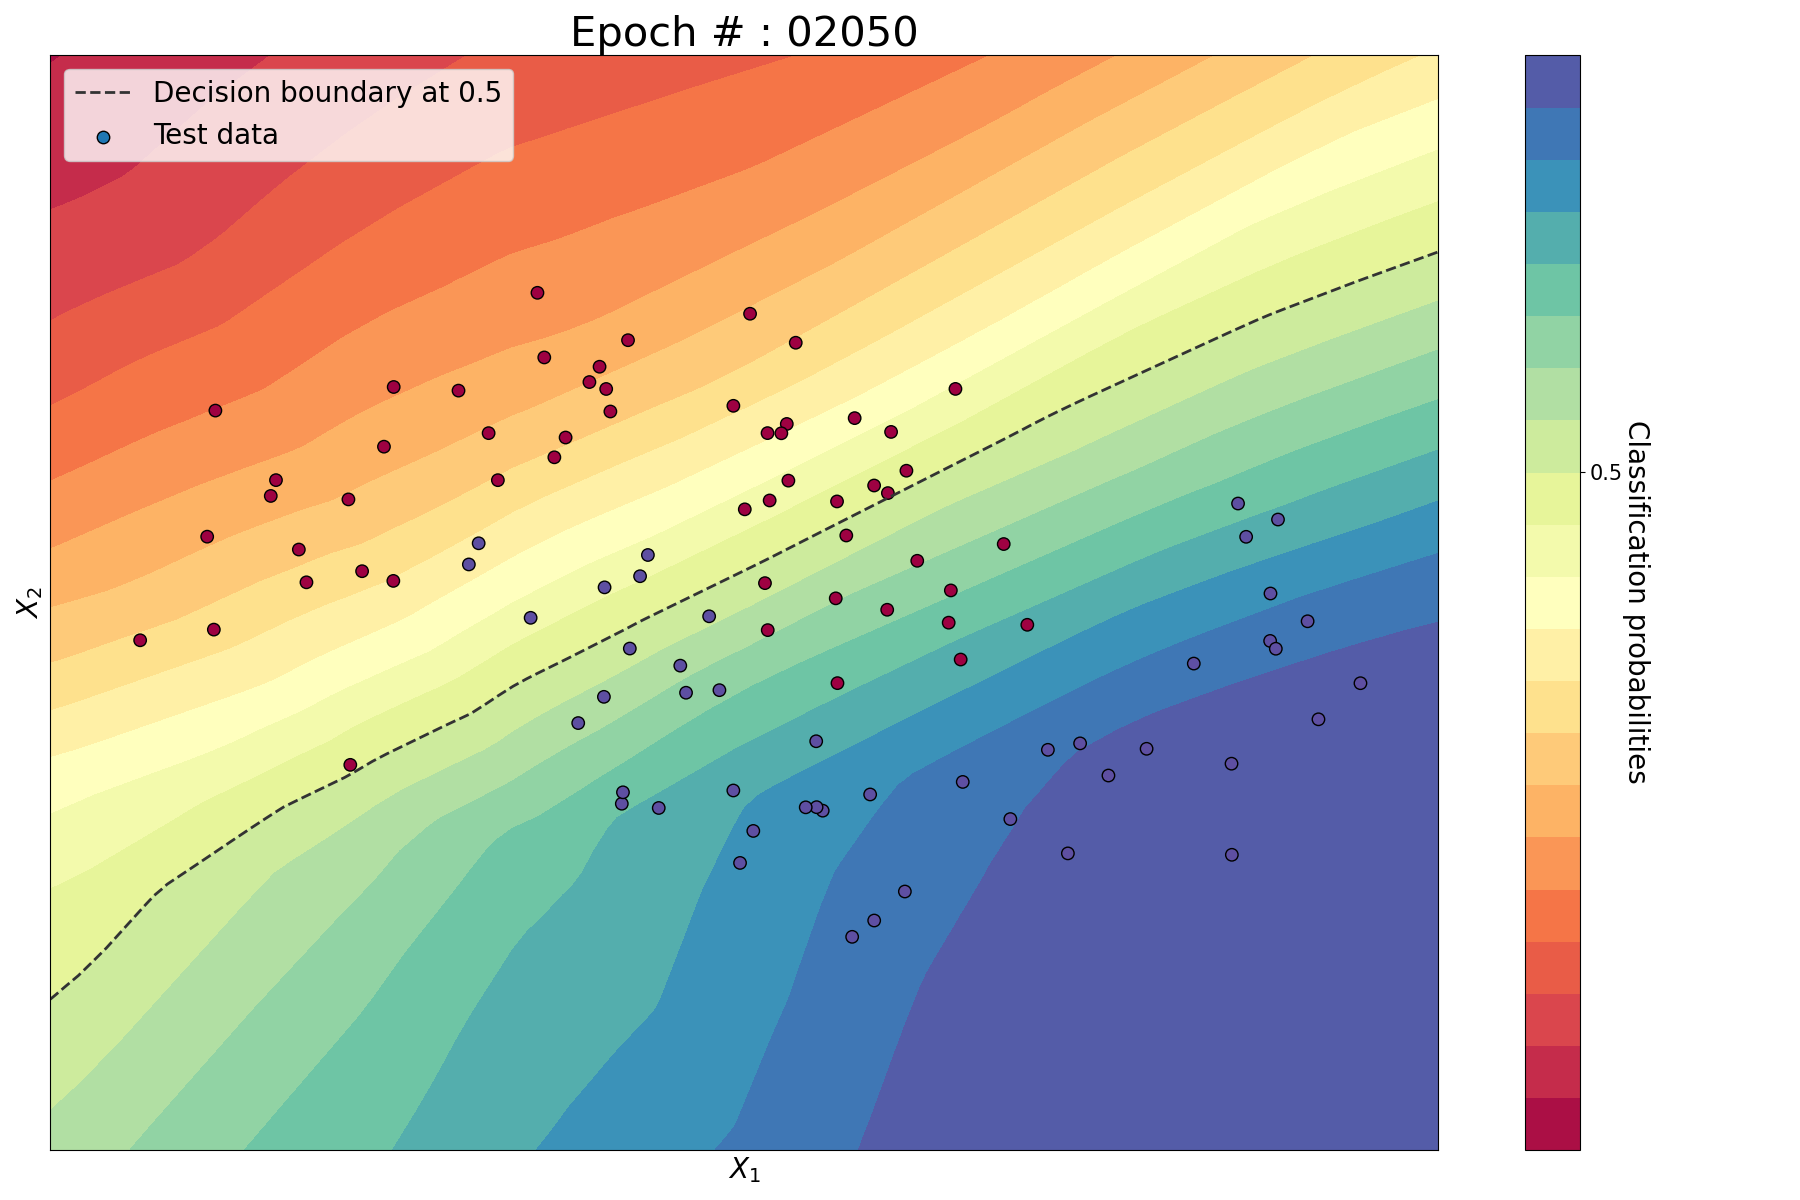 Epoch # : 02050
Decision boundary at 0.5
Test data
X₂
X₁
0.5
Classification probabilities